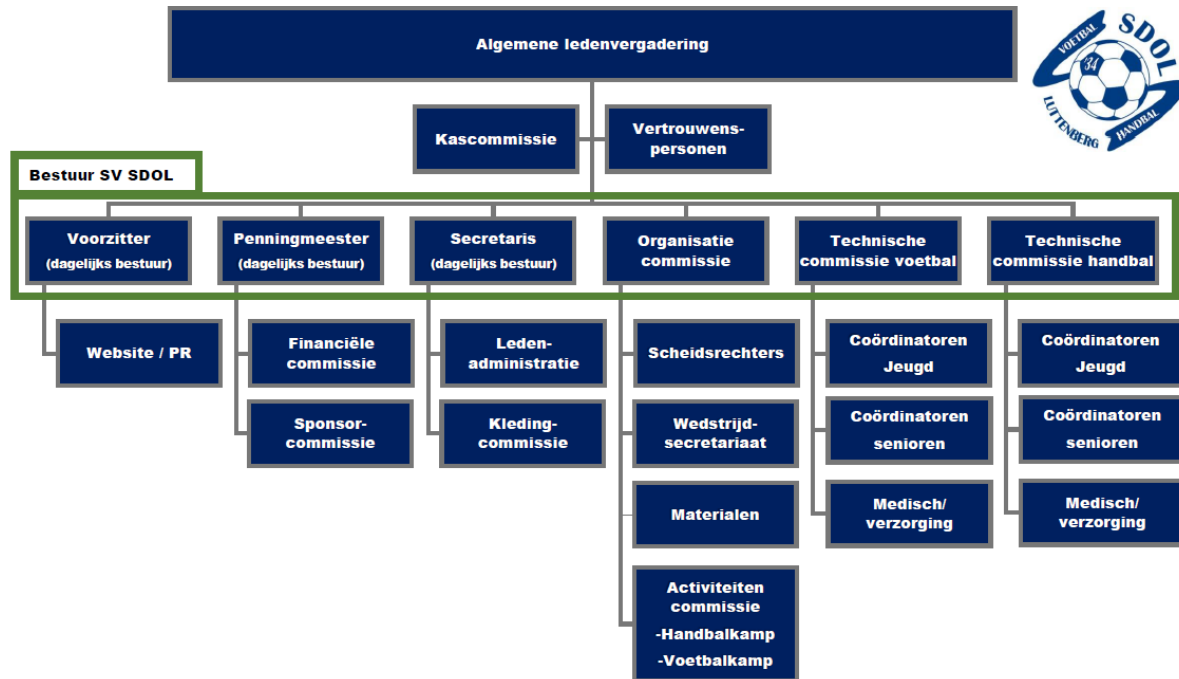 Algemene ledenvergadering
VOETBAL
SDOL
'34
LUTTENBERG
HANDBAL
Kascommissie
Vertrouwens-
personen
Bestuur SV SDOL
Voorzitter
(dagelijks bestuur)
Penningmeester
(dagelijks bestuur)
Secretaris
(dagelijks bestuur)
Organisatie
commissie
Technische
commissie voetbal
Technische
commissie handbal
Website / PR
Financiële
commissie
Leden-
administratie
Scheidsrechters
Coördinatoren
Jeugd
Coördinatoren
Jeugd
Sponsor-
commissie
Kleding-
commissie
Wedstrijd-
secretariaat
Coördinatoren
senioren
Coördinatoren
senioren
Materialen
Medisch/
verzorging
Medisch/
verzorging
Activiteiten
commissie
-Handbalkamp
-Voetbalkamp